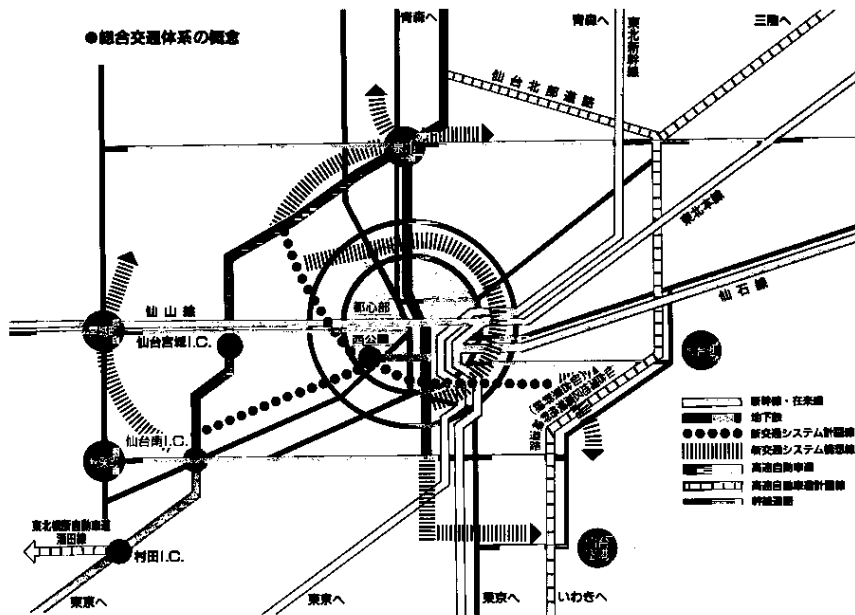 ●総合交通体系の概念
青森へ
青森へ
三陸へ
東北新幹線
仙台北部道路
東北本線
仙石線
仙山線
都心部
西公園
仙台宮城I.C.
仙台南I.C.
道路
東北横断自動車道
酒田線
村田I.C.
東京へ
東京へ
東京へ
いわきへ
新幹線・在来線
地下鉄
新交通システム計画線
新交通システム構想線
高速自動車道
高速自動車道計画線
幹線道路